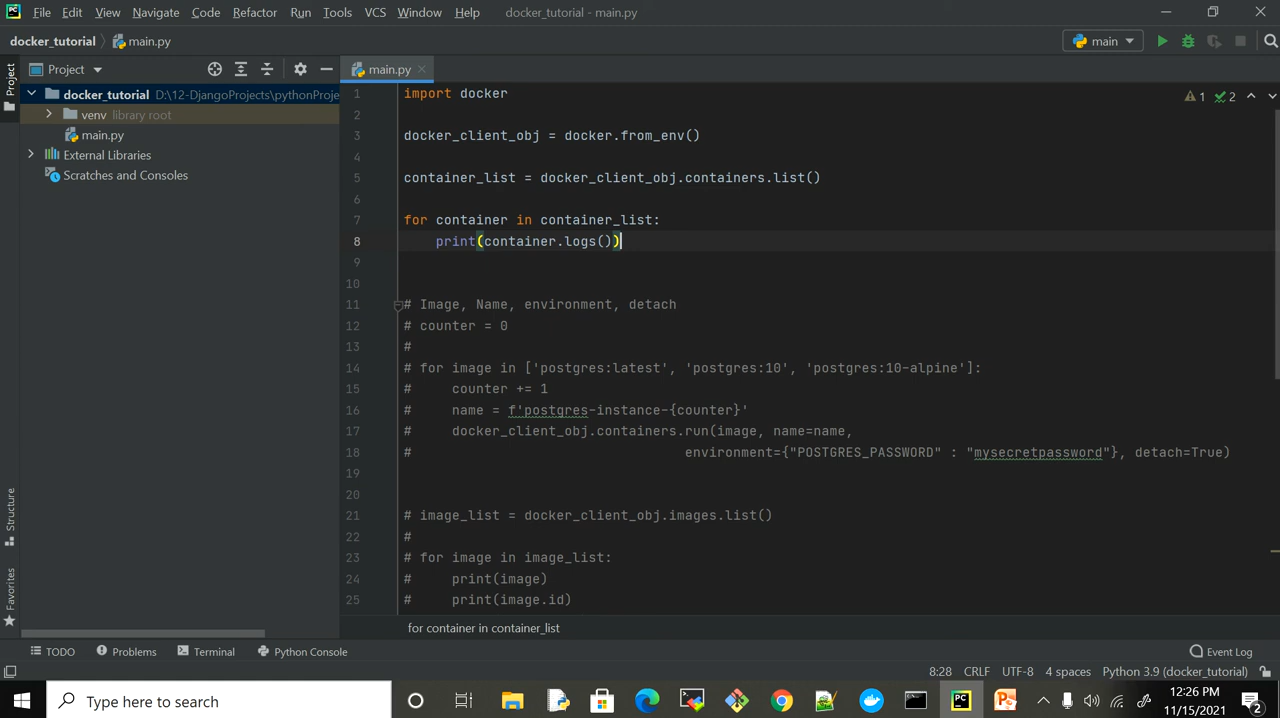 PC File Edit View Navigate Code Refactor Run Tools VCS Window Help docker_tutorial - main.py
docker_tutorial main.py main
Project main.py
Project
docker_tutorial D:\12-DjangoProjects\pythonProje
venv library root
main.py
External Libraries
Scratches and Consoles
Structure
Favorites
1 import docker
2
3 docker_client_obj = docker.from_env()
4
5 container_list = docker_client_obj.containers.list()
6
7 for container in container_list:
8 print(container.logs())
9
10
11 # Image, Name, environment, detach
12 # counter = 0
13 #
14 # for image in ['postgres:latest', 'postgres:10', 'postgres:10-alpine']:
15 # counter += 1
16 # name = f'postgres-instance-{counter}'
17 # docker_client_obj.containers.run(image, name=name,
18 # environment={"POSTGRES_PASSWORD" : "mysecretpassword"}, detach=True)
19
20
21 # image_list = docker_client_obj.images.list()
22 #
23 # for image in image_list:
24 # print(image)
25 # print(image.id)
1 2
for container in container_list
TODO Problems Terminal Python Console Event Log
8:28 CRLF UTF-8 4 spaces Python 3.9 (docker_tutorial)
Type here to search
PC
12:26 PM
11/15/2021
2